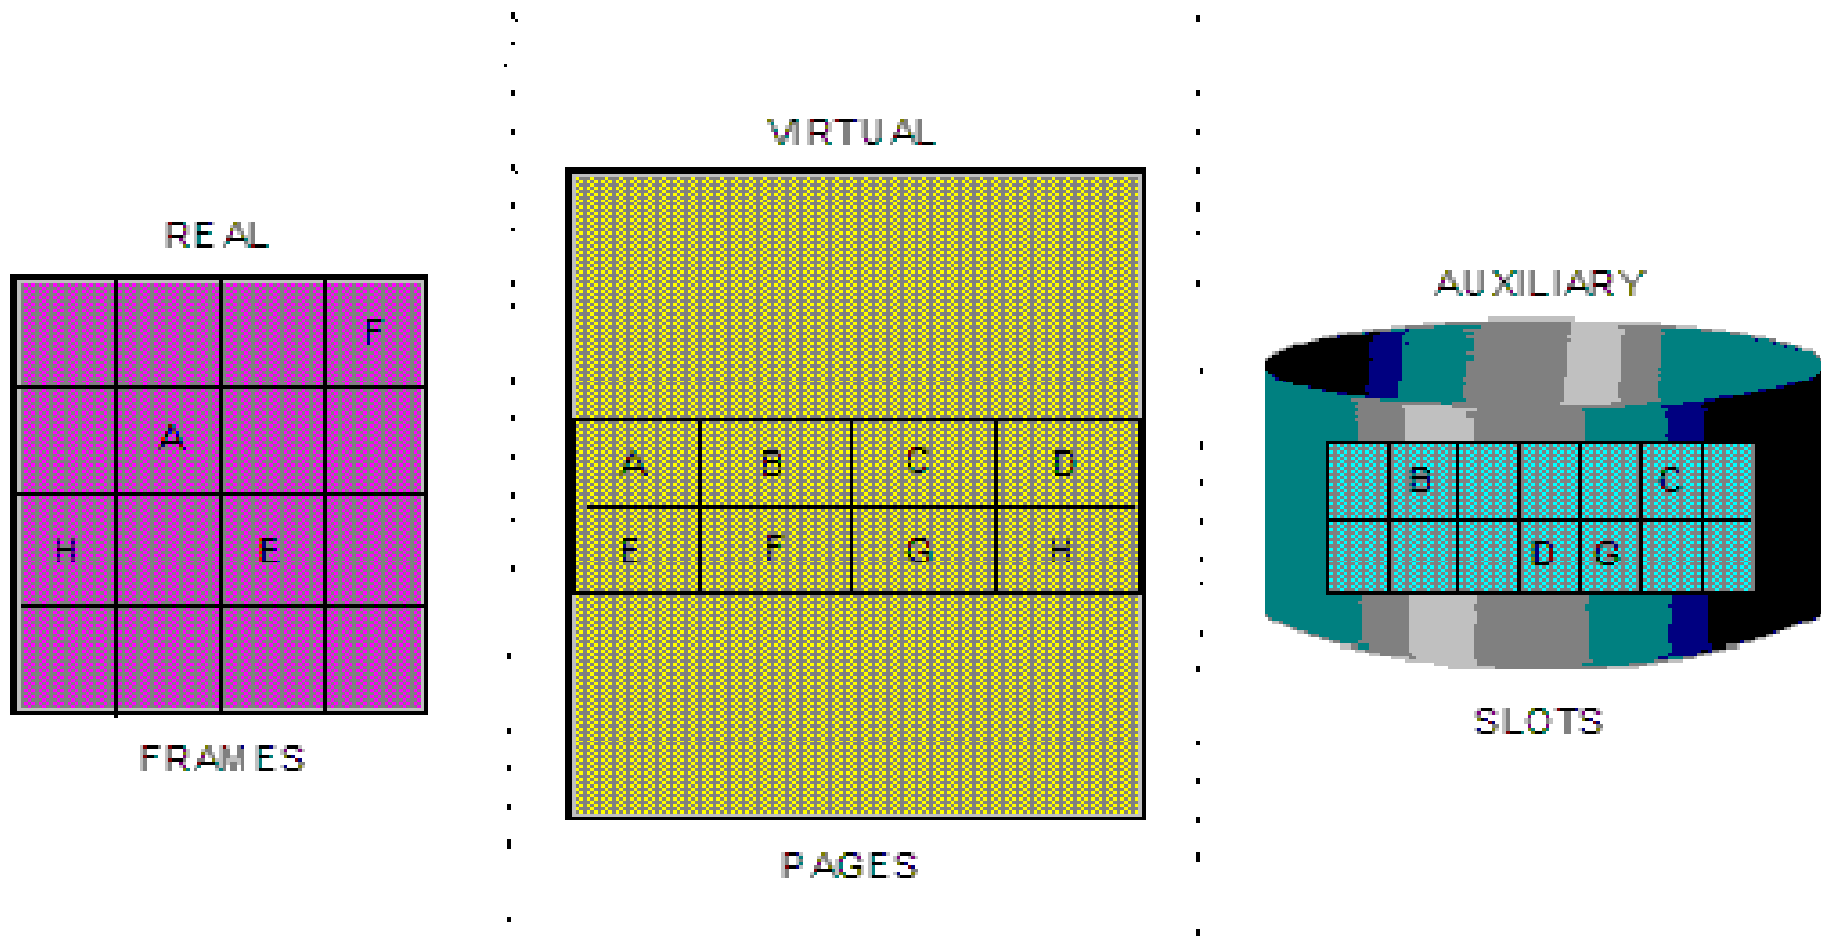 REAL
F
A
H E
FRAMES
VIRTUAL
A B C D
E F G H
PAGES
AUXILIARY
B C
D G
SLOTS